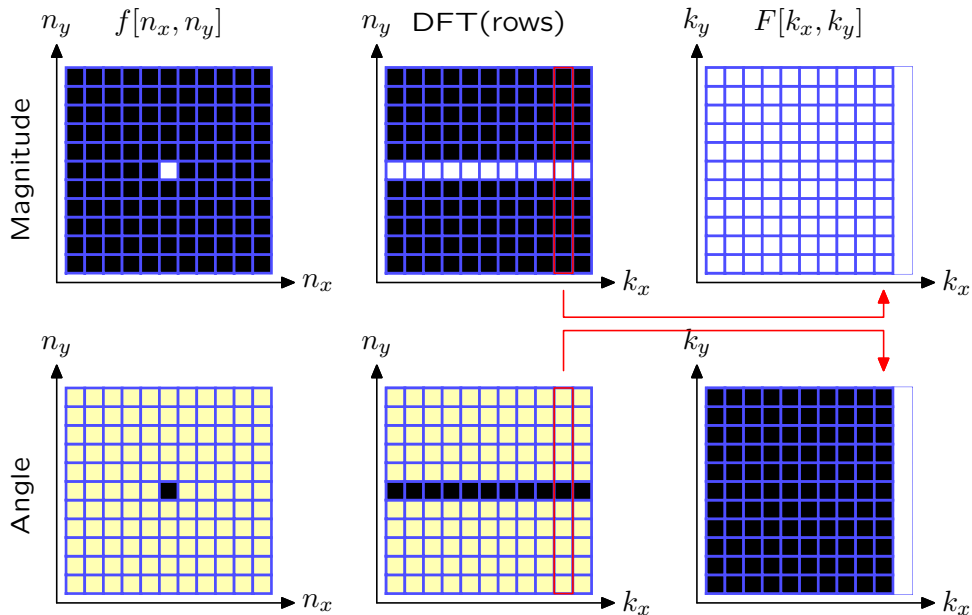 n_y f[n_x, n_y] n_y DFT(rows) k_y F[k_x, k_y]
Magnitude
n_x k_x k_x
n_y n_y k_y
Angle
n_x k_x k_x